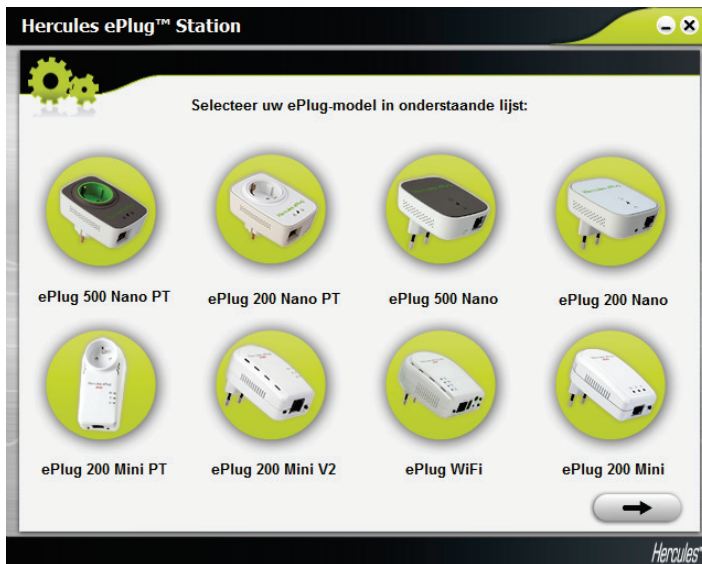 Hercules ePlug™ Station
Selecteer uw ePlug-model in onderstaande lijst:
ePlug 500 Nano PT
ePlug 200 Nano PT
ePlug 500 Nano
ePlug 200 Nano
ePlug 200 Mini PT
ePlug 200 Mini V2
ePlug WiFi
ePlug 200 Mini
Hercules